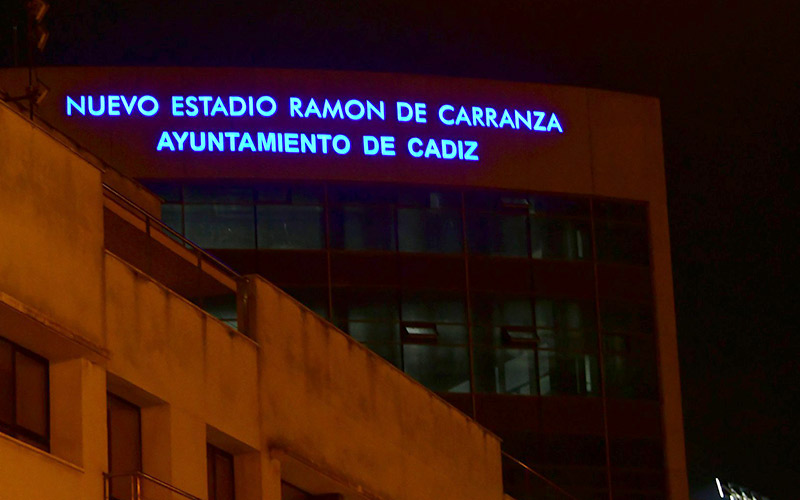 NUEVO ESTADIO RAMON DE CARRANZA
AYUNTAMIENTO DE CADIZ